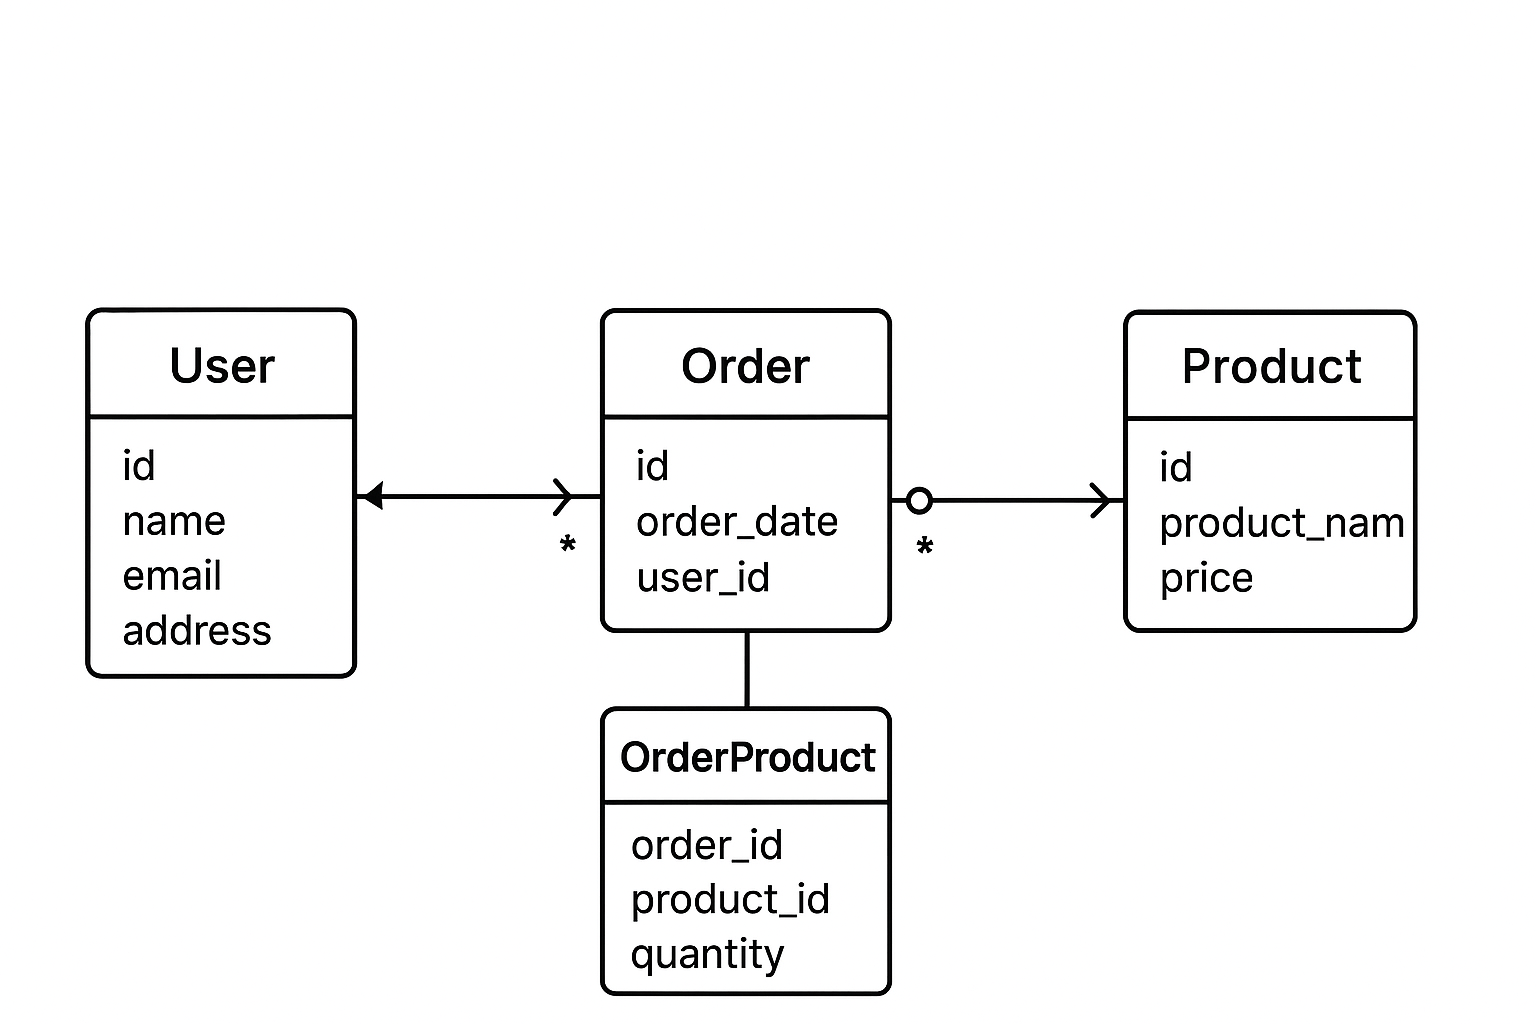 User
id
name
email
address
*
Order
id
order_date
user_id
*
Product
id
product_nam
price
OrderProduct
order_id
product_id
quantity